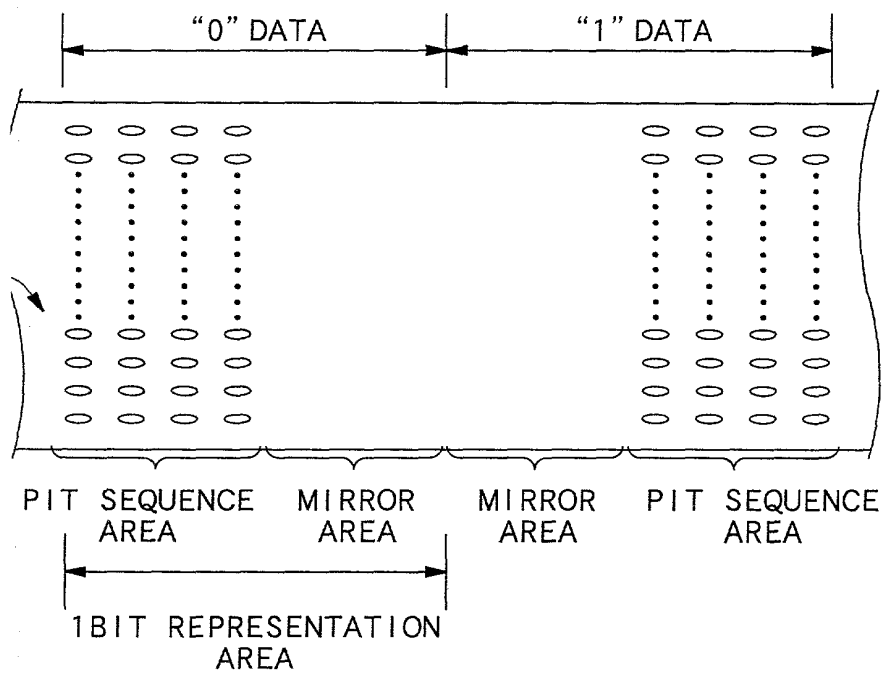 “0” DATA
“1” DATA
PIT SEQUENCE
AREA
MIRROR
AREA
MIRROR
AREA
PIT SEQUENCE
AREA
1BIT REPRESENTATION
AREA